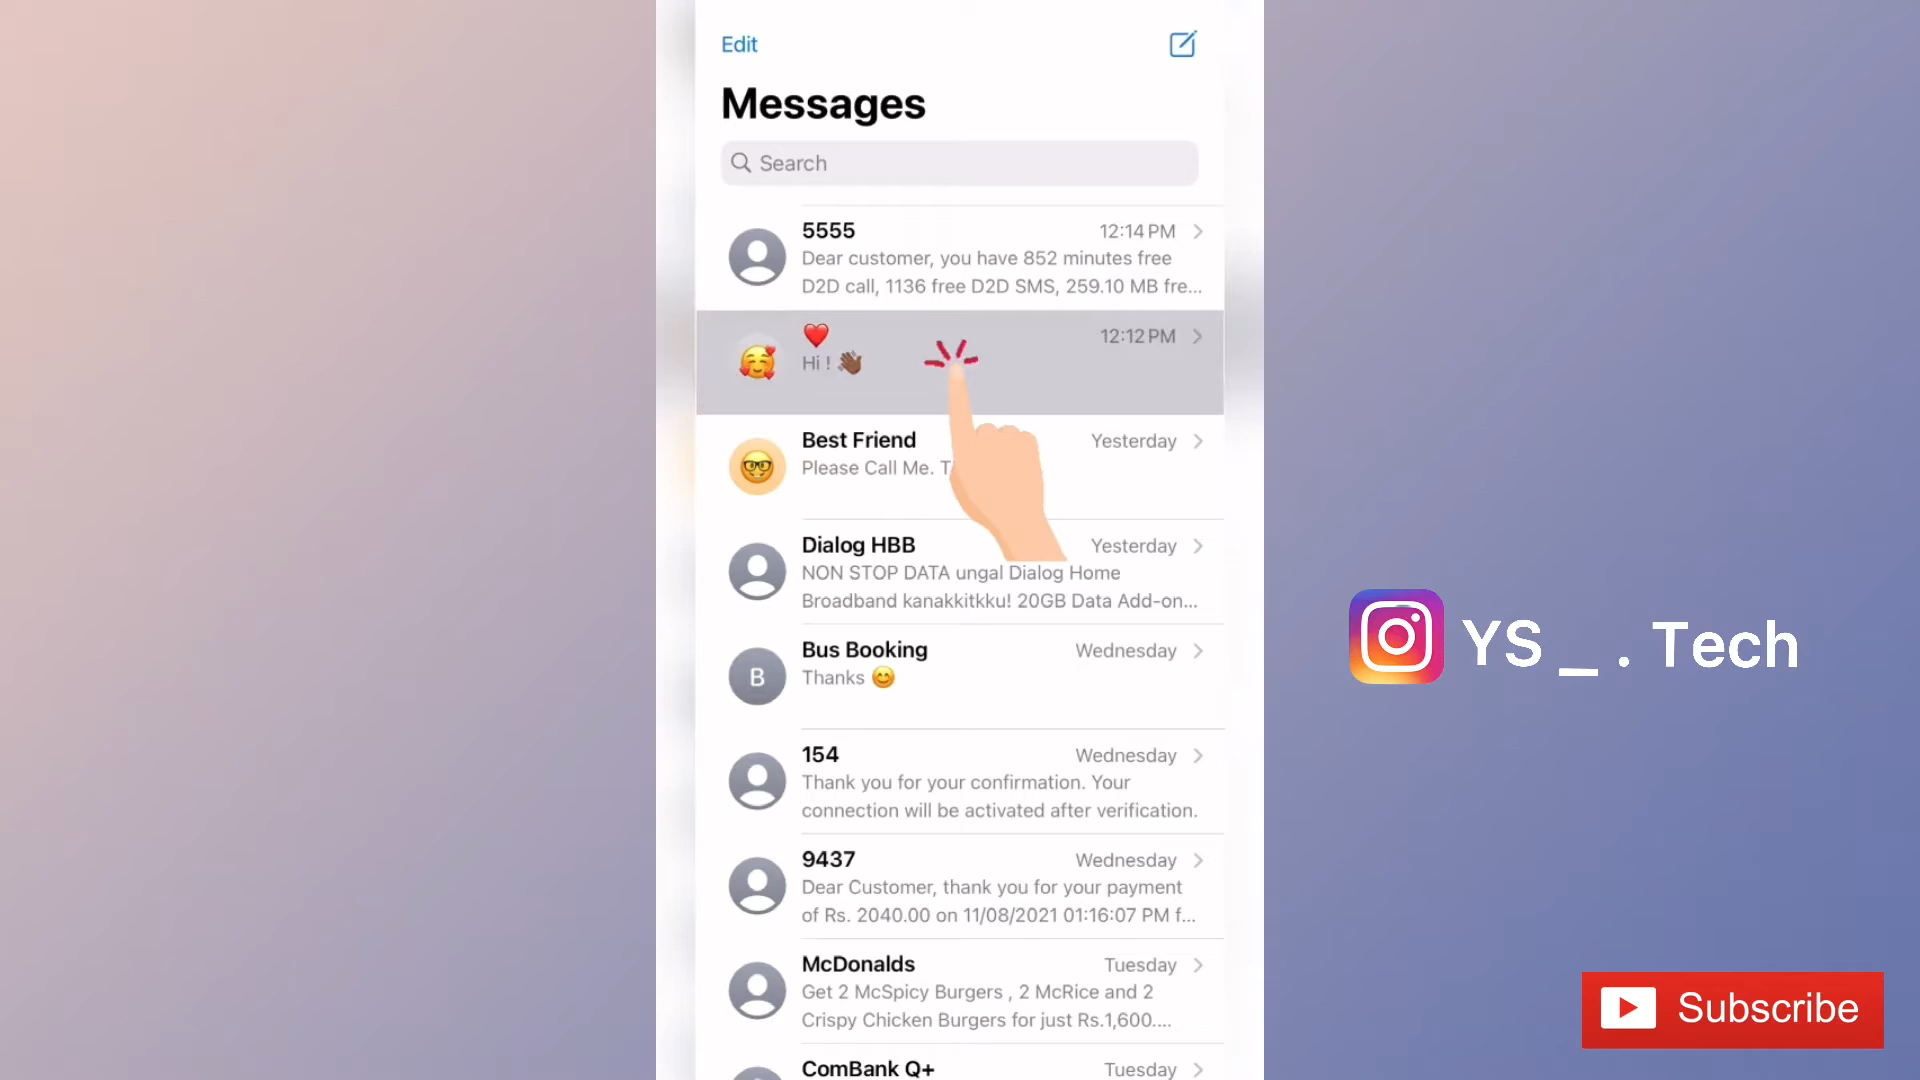 Edit
Messages
Search
5555 12:14 PM
Dear customer, you have 852 minutes free
D2D call, 1136 free D2D SMS, 259.10 MB fre...
❤️ 12:12 PM
Hi ! 👋🏾
Best Friend Yesterday
Please Call Me. T
Dialog HBB Yesterday
NON STOP DATA ungal Dialog Home
Broadband kanakkitkku! 20GB Data Add-on...
B
Bus Booking Wednesday
Thanks 😊
154 Wednesday
Thank you for your confirmation. Your
connection will be activated after verification.
9437 Wednesday
Dear Customer, thank you for your payment
of Rs. 2040.00 on 11/08/2021 01:16:07 PM f...
McDonalds Tuesday
Get 2 McSpicy Burgers , 2 McRice and 2
Crispy Chicken Burgers for just Rs.1,600....
ComBank Q+ Tuesday
YS _ . Tech
Subscribe